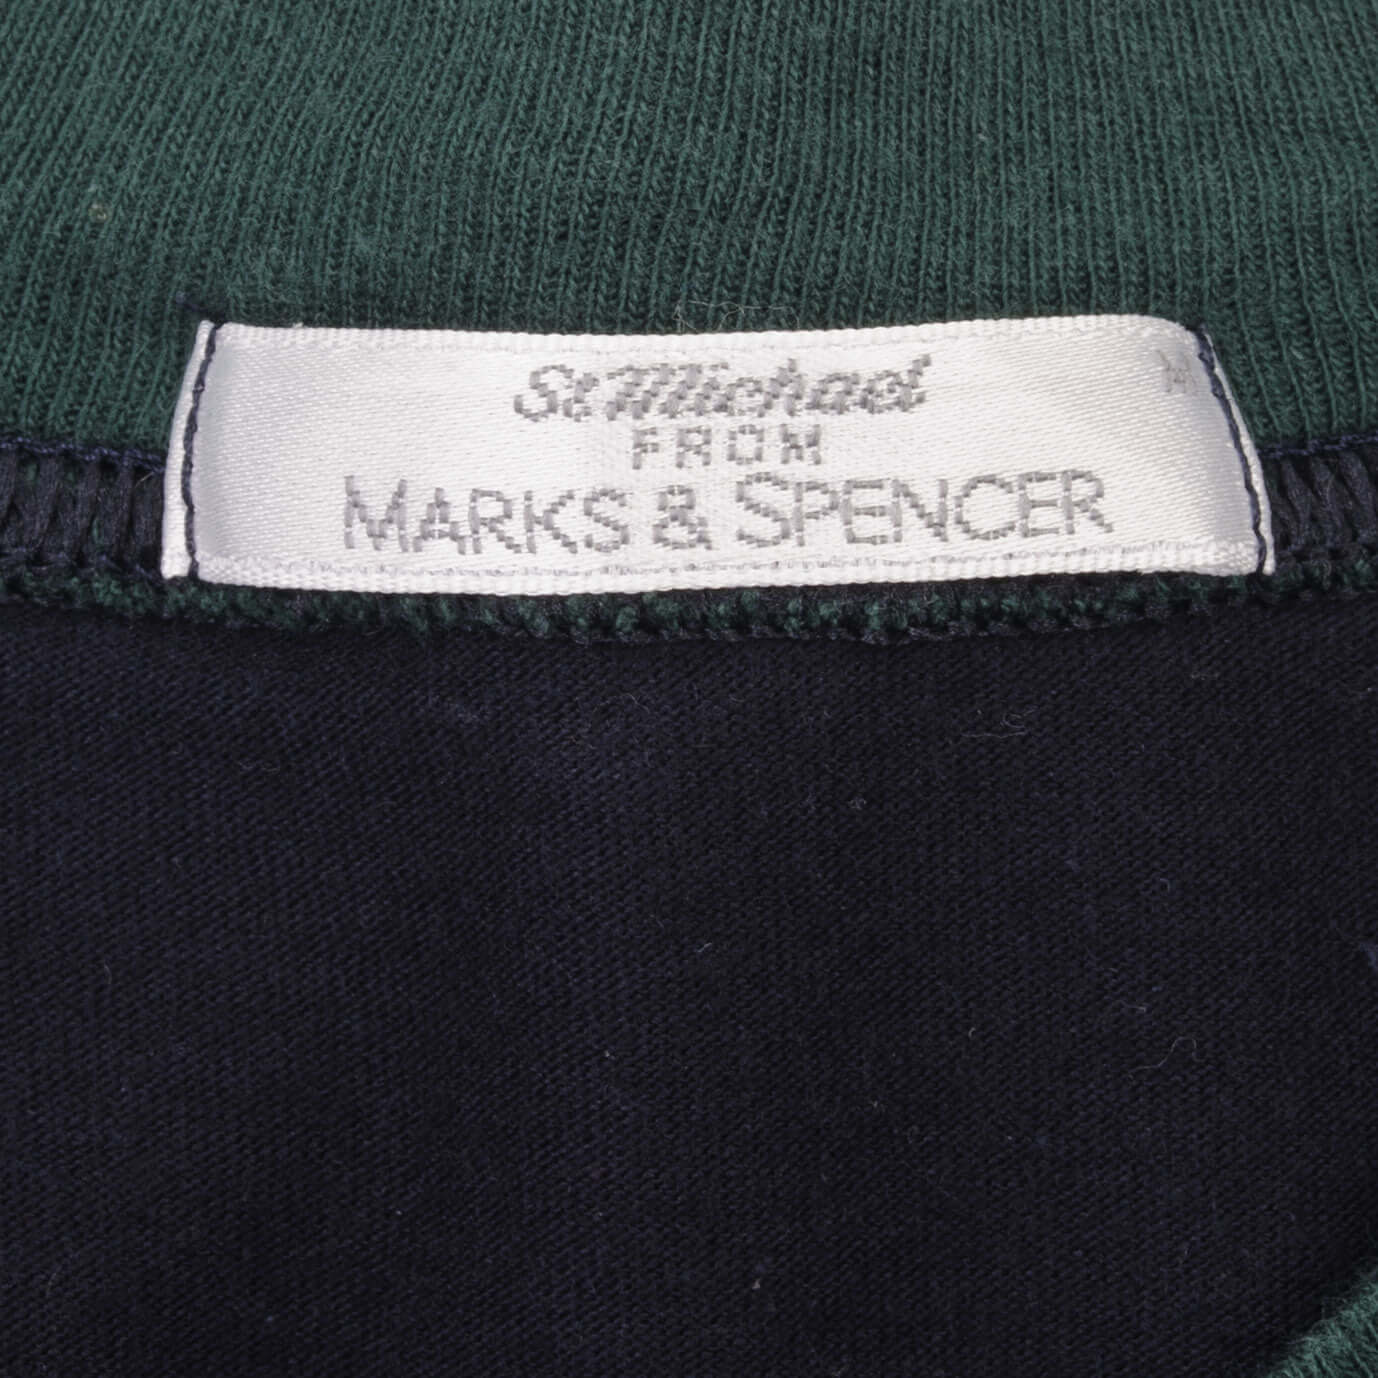 St Michael
FROM
MARKS & SPENCER